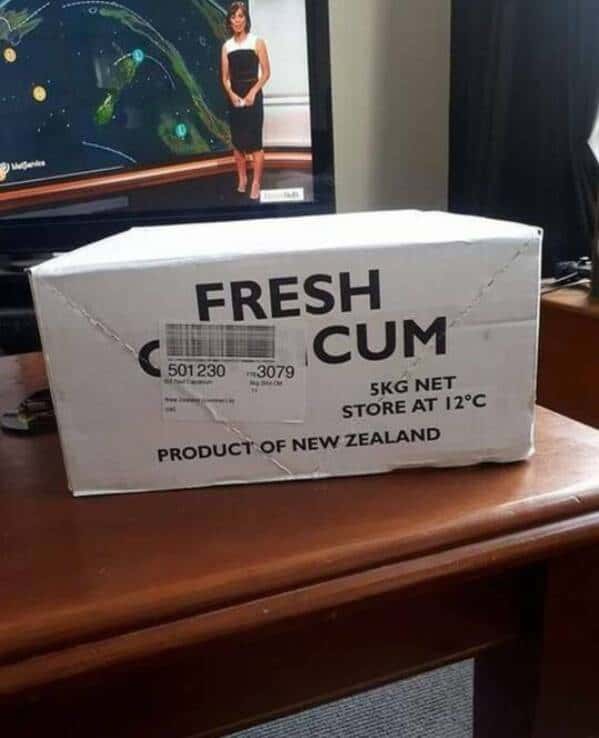 FRESH
C CUM
501230 3079
5KG NET
STORE AT 12°C
PRODUCT OF NEW ZEALAND